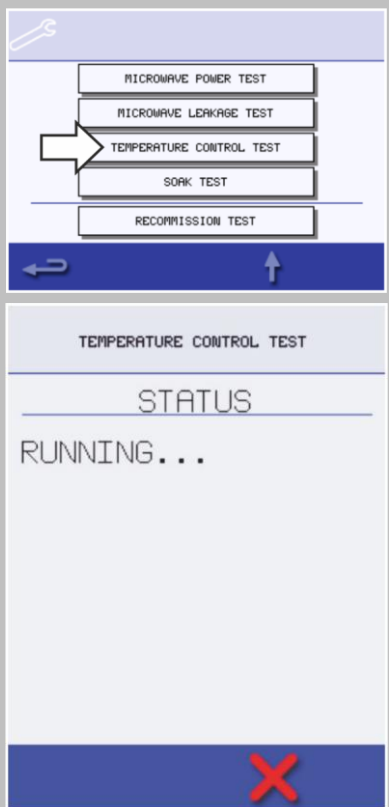 MICROWAVE POWER TEST
MICROWAVE LEAKAGE TEST
TEMPERATURE CONTROL TEST
SOAK TEST
RECOMMISSION TEST
TEMPERATURE CONTROL TEST
STATUS
RUNNING...